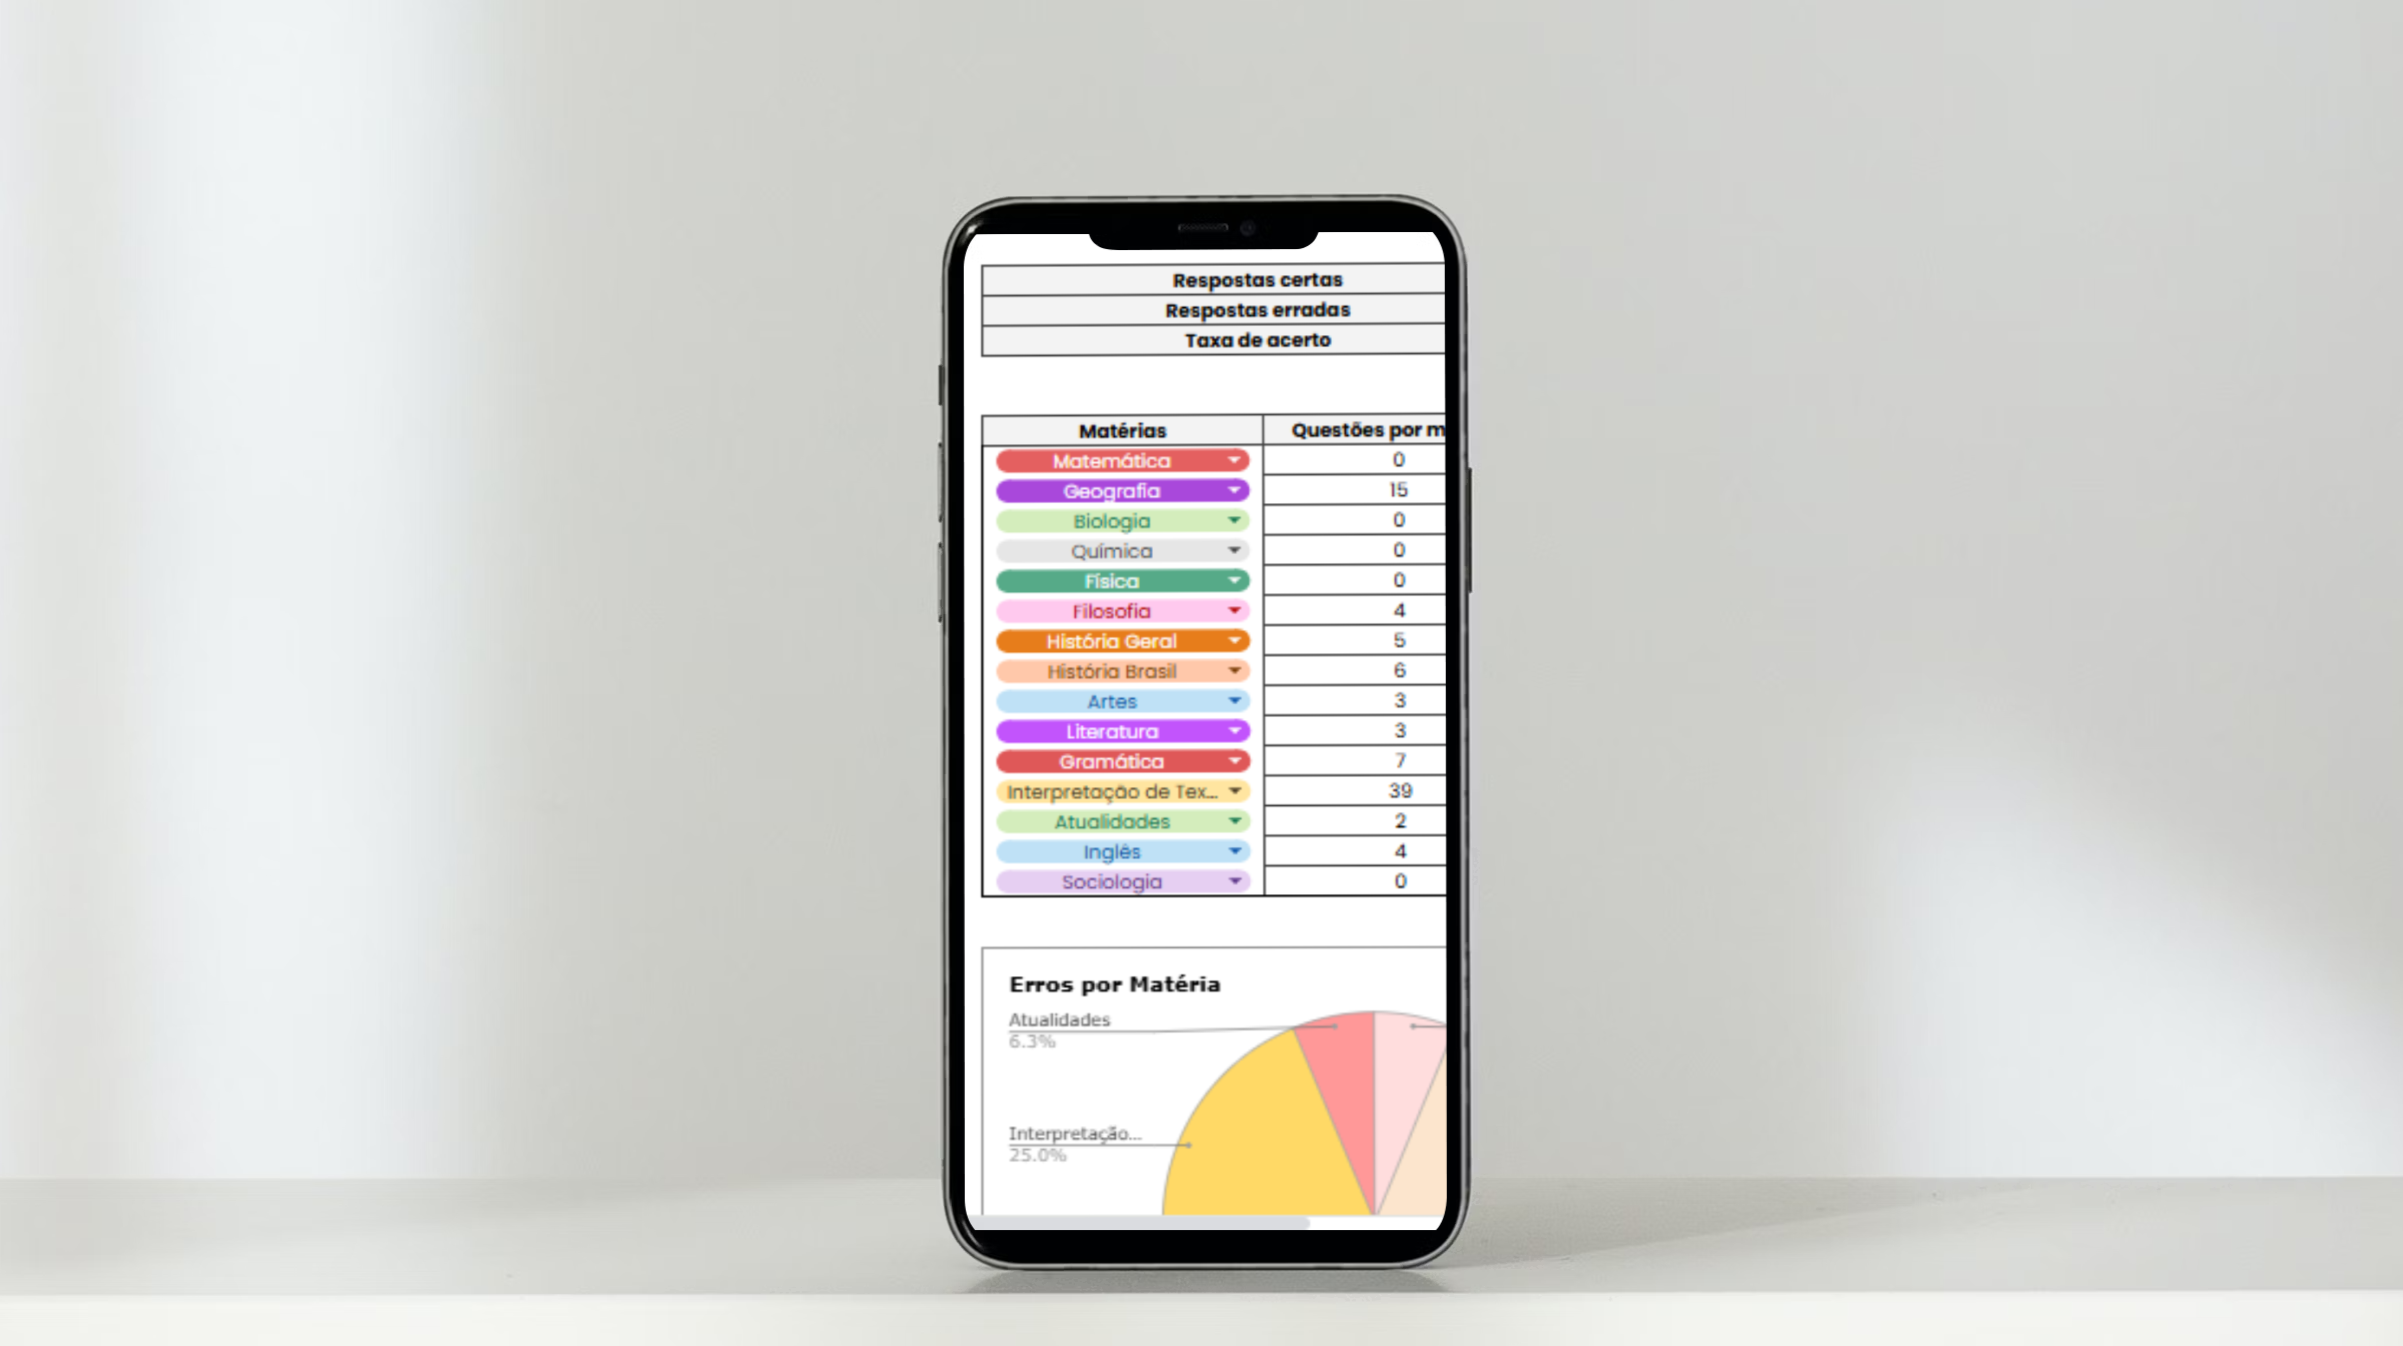 Respostas certas
Respostas erradas
Taxa de acerto
Matérias Questões por m
Matemática 0
Geografia 15
Biologia 0
Química 0
Física 0
Filosofia 4
História Geral 5
História Brasil 6
Artes 3
Literatura 3
Gramática 7
Interpretação de Tex... 39
Atualidades 2
Inglês 4
Sociologia 0
Erros por Matéria
Atualidades
6.3%
Interpretação...
25.0%